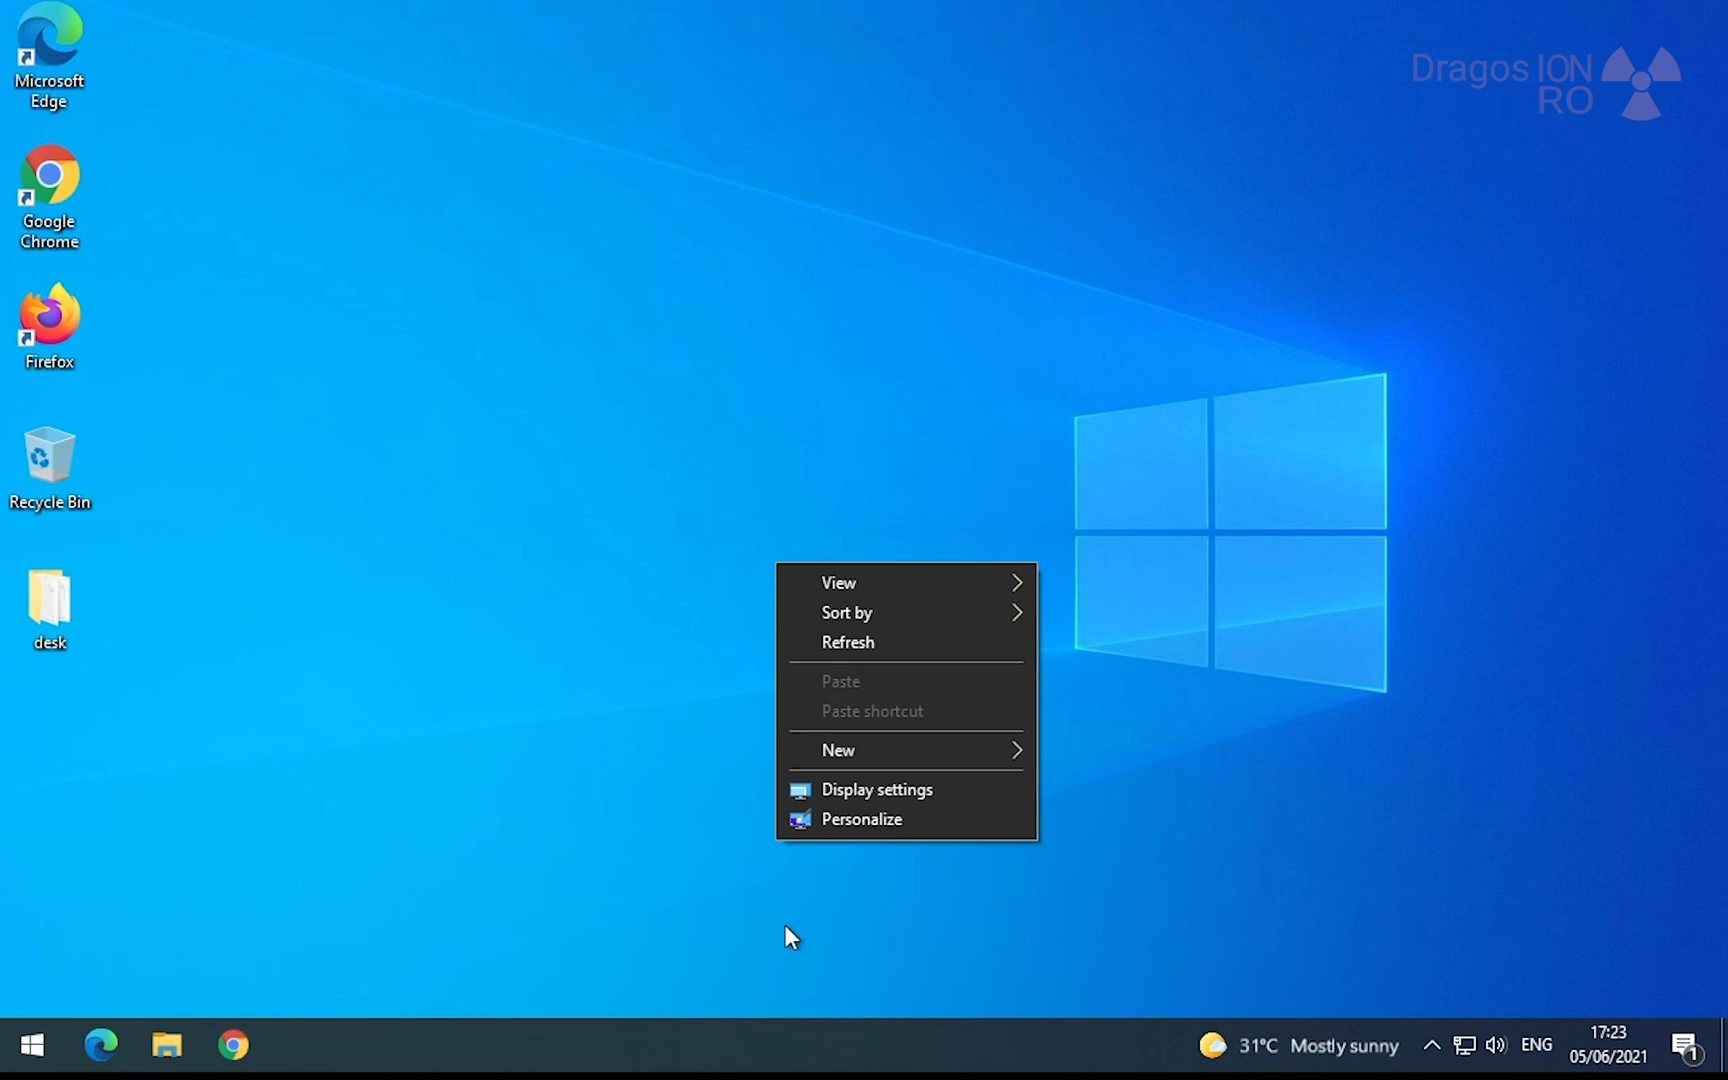 Microsoft
Edge
Google
Chrome
Firefox
Recycle Bin
desk
Dragos ION
RO
View
Sort by
Refresh
Paste
Paste shortcut
New
Display settings
Personalize
31°C Mostly sunny
ENG
17:23
05/06/2021
1